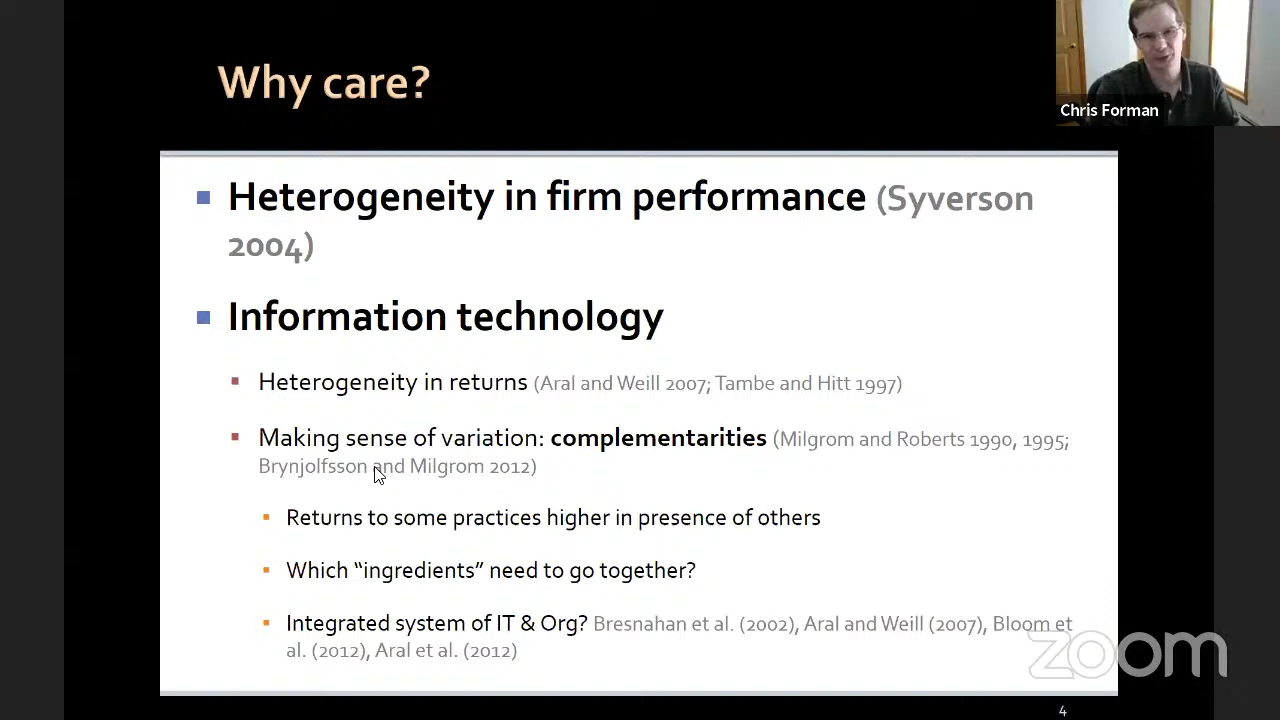 Why care?
Chris Forman
Heterogeneity in firm performance (Syverson
2004)
Information technology
Heterogeneity in returns (Aral and Weill 2007; Tambe and Hitt 1997)
Making sense of variation: complementarities (Milgrom and Roberts 1990, 1995;
Brynjolfsson and Milgrom 2012)
Returns to some practices higher in presence of others
Which “ingredients” need to go together?
Integrated system of IT & Org? Bresnahan et al. (2002), Aral and Weill (2007), Bloom et
al. (2012), Aral et al. (2012)
zoom
4